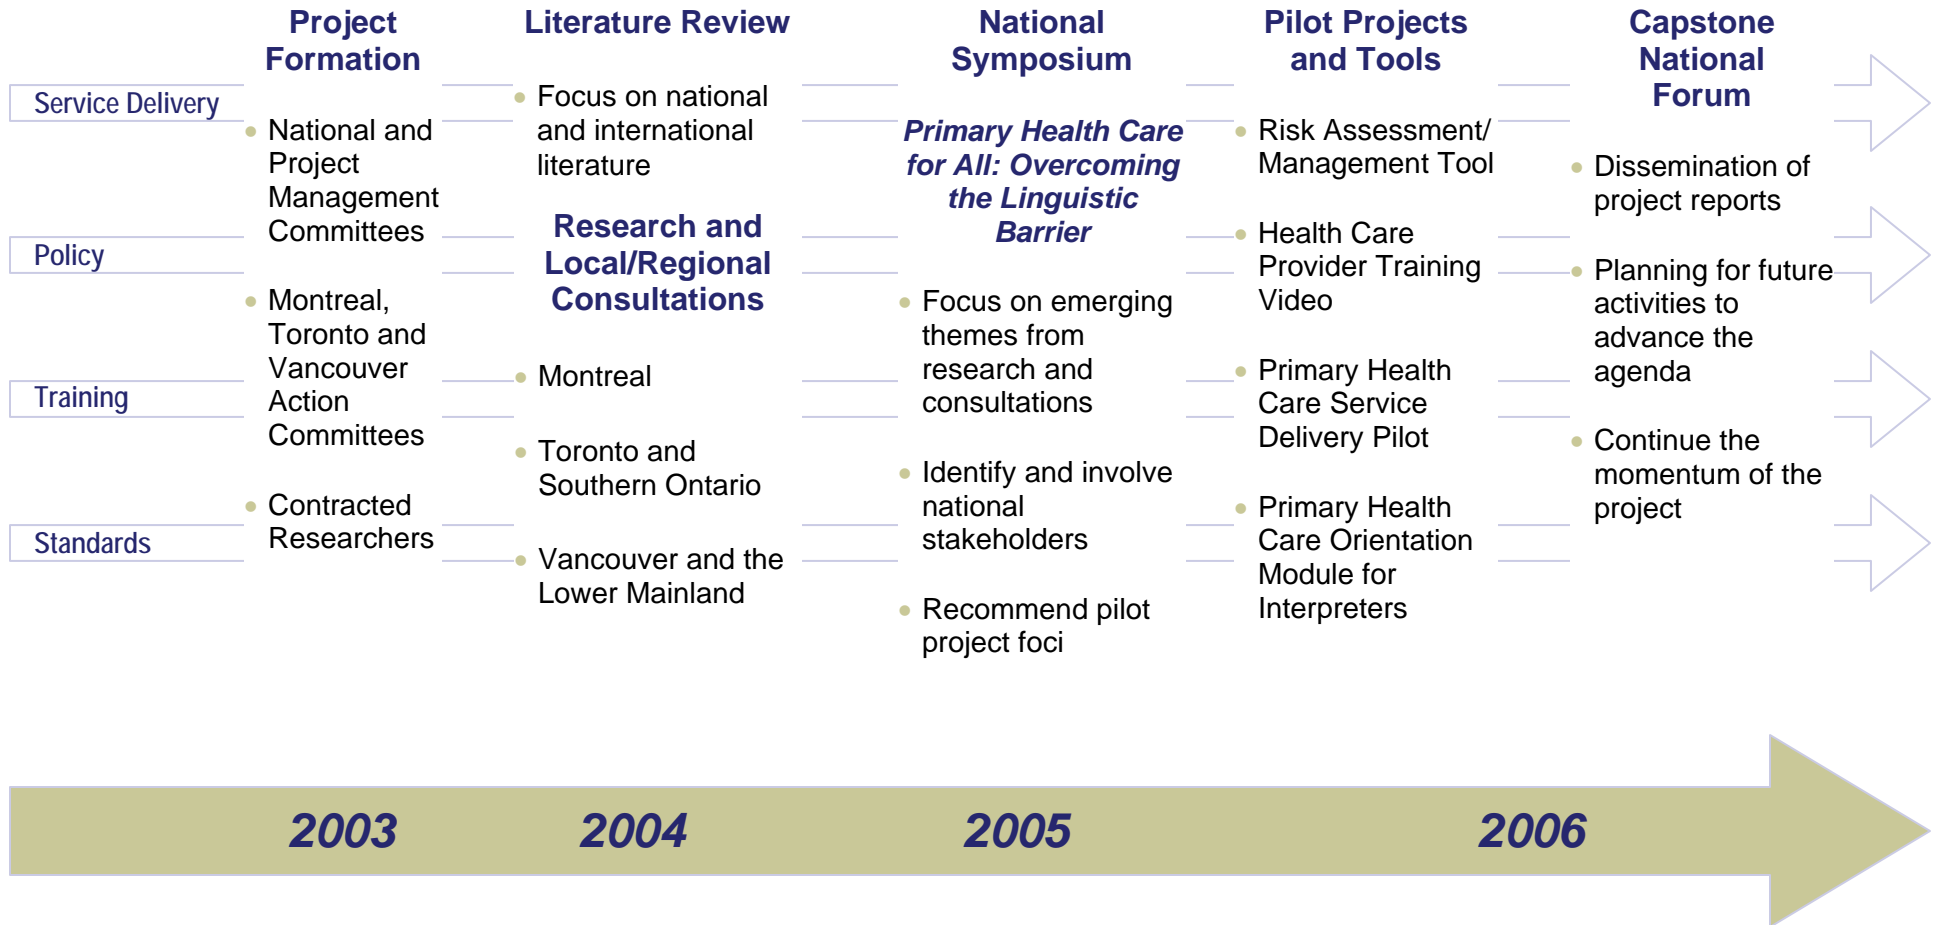 Project
Formation
Literature Review
National
Symposium
Pilot Projects
and Tools
Capstone
National
Forum
Service Delivery
Policy
Training
Standards
• National and
Project
Management
Committees
• Montreal,
Toronto and
Vancouver
Action
Committees
• Contracted
Researchers
• Focus on national
and international
literature
Research and
Local/Regional
Consultations
• Montreal
• Toronto and
Southern Ontario
• Vancouver and the
Lower Mainland
Primary Health Care
for All: Overcoming
the Linguistic
Barrier
• Focus on emerging
themes from
research and
consultations
• Identify and involve
national
stakeholders
• Recommend pilot
project foci
• Risk Assessment/
Management Tool
• Health Care
Provider Training
Video
• Primary Health
Care Service
Delivery Pilot
• Primary Health
Care Orientation
Module for
Interpreters
• Dissemination of
project reports
• Planning for future
activities to
advance the
agenda
• Continue the
momentum of the
project
2003
2004
2005
2006